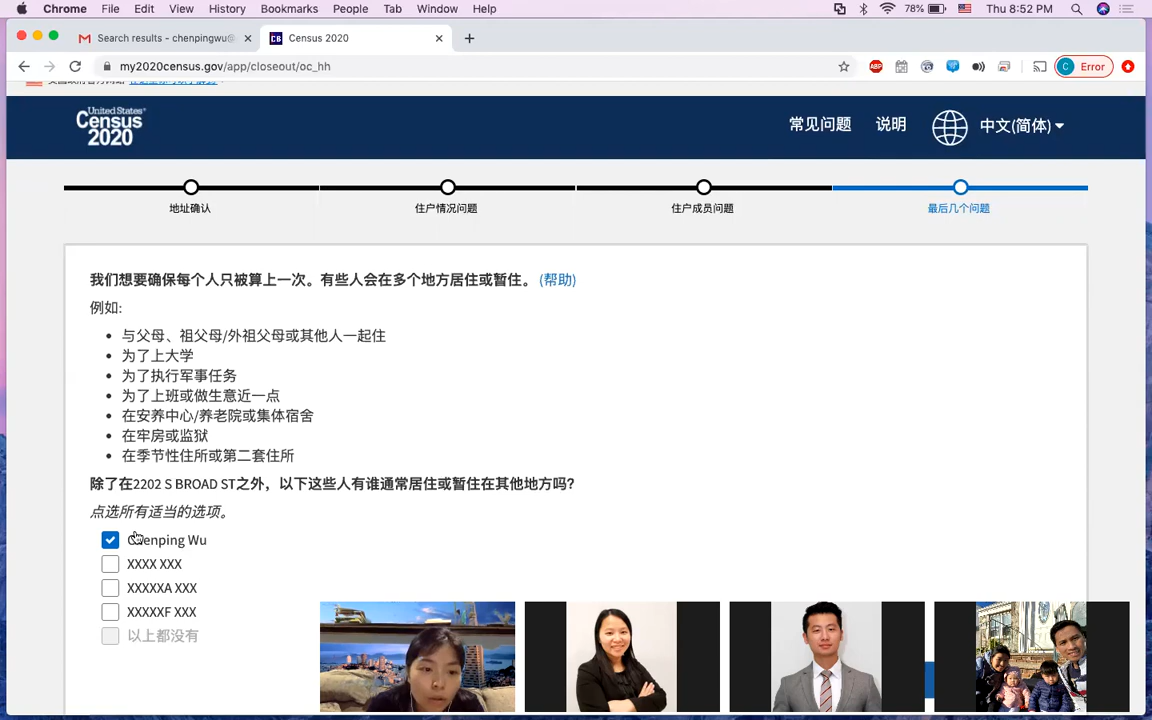 Chrome File Edit View History Bookmarks People Tab Window Help 78% Thu 8:52 PM
Search results - chenpingwu@
Census 2020
my2020census.gov/app/closeout/oc_hh
ABP
C Error
United States®
Census
2020
常见问题 说明 中文(简体)
地址确认 住户情况问题 住户成员问题 最后几个问题
我们想要确保每个人只被算上一次。有些人会在多个地方居住或暂住。 (帮助)
例如:
• 与父母、祖父母/外祖父母或其他人一起住
• 为了上大学
• 为了执行军事任务
• 为了上班或做生意近一点
• 在安养中心/养老院或集体宿舍
• 在牢房或监狱
• 在季节性住所或第二套住所
除了在2202 S BROAD ST之外，以下这些人有谁通常居住或暂住在其他地方吗?
点选所有适当的选项。
Chenping Wu
XXXX XXX
XXXXXA XXX
XXXXXF XXX
以上都没有